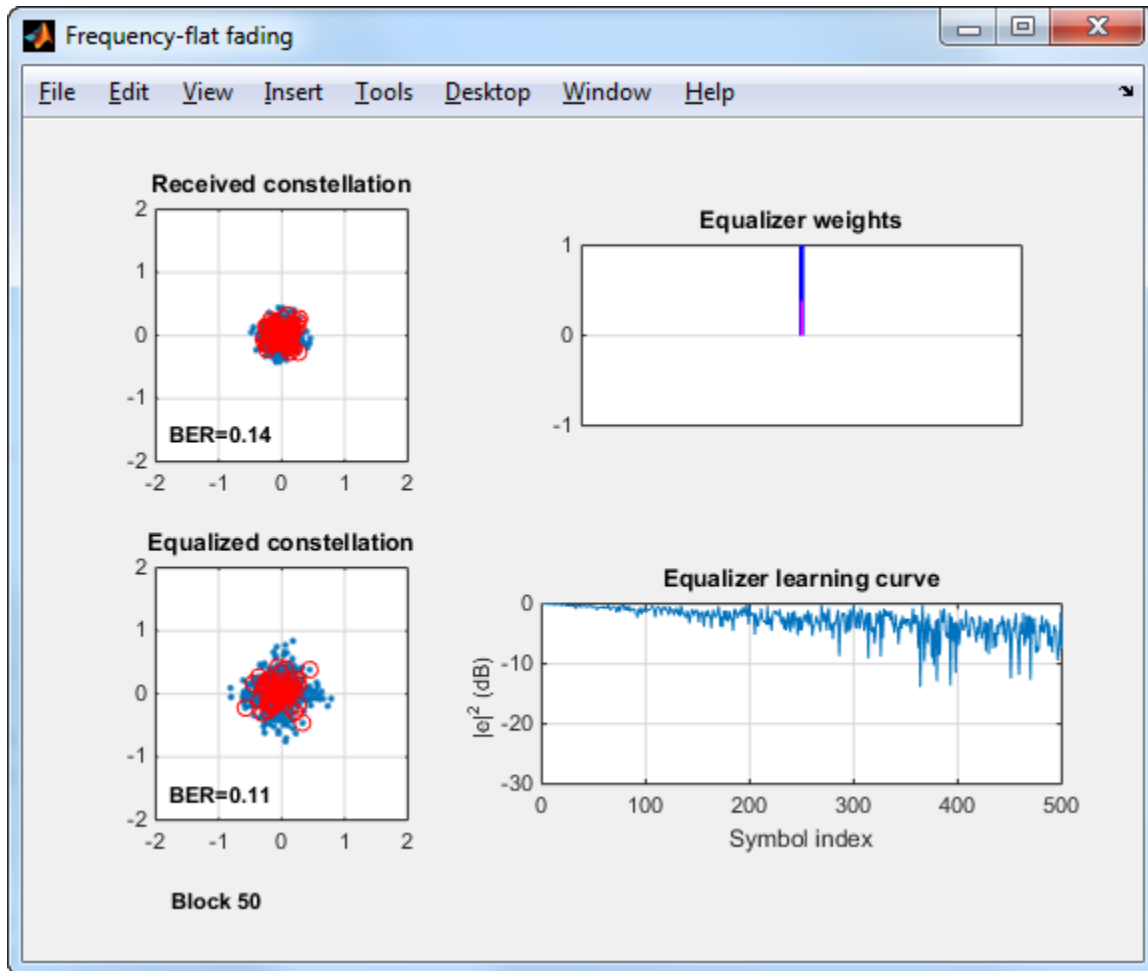 Frequency-flat fading
File Edit View Insert Tools Desktop Window Help
Received constellation
2
1
0
-1
-2
BER=0.14
-2 -1 0 1 2
Equalizer weights
1
0
-1
Equalized constellation
2
1
0
-1
-2
BER=0.11
-2 -1 0 1 2
Equalizer learning curve
|e|² (dB)
0
-10
-20
-30
0 100 200 300 400 500
Symbol index
Block 50